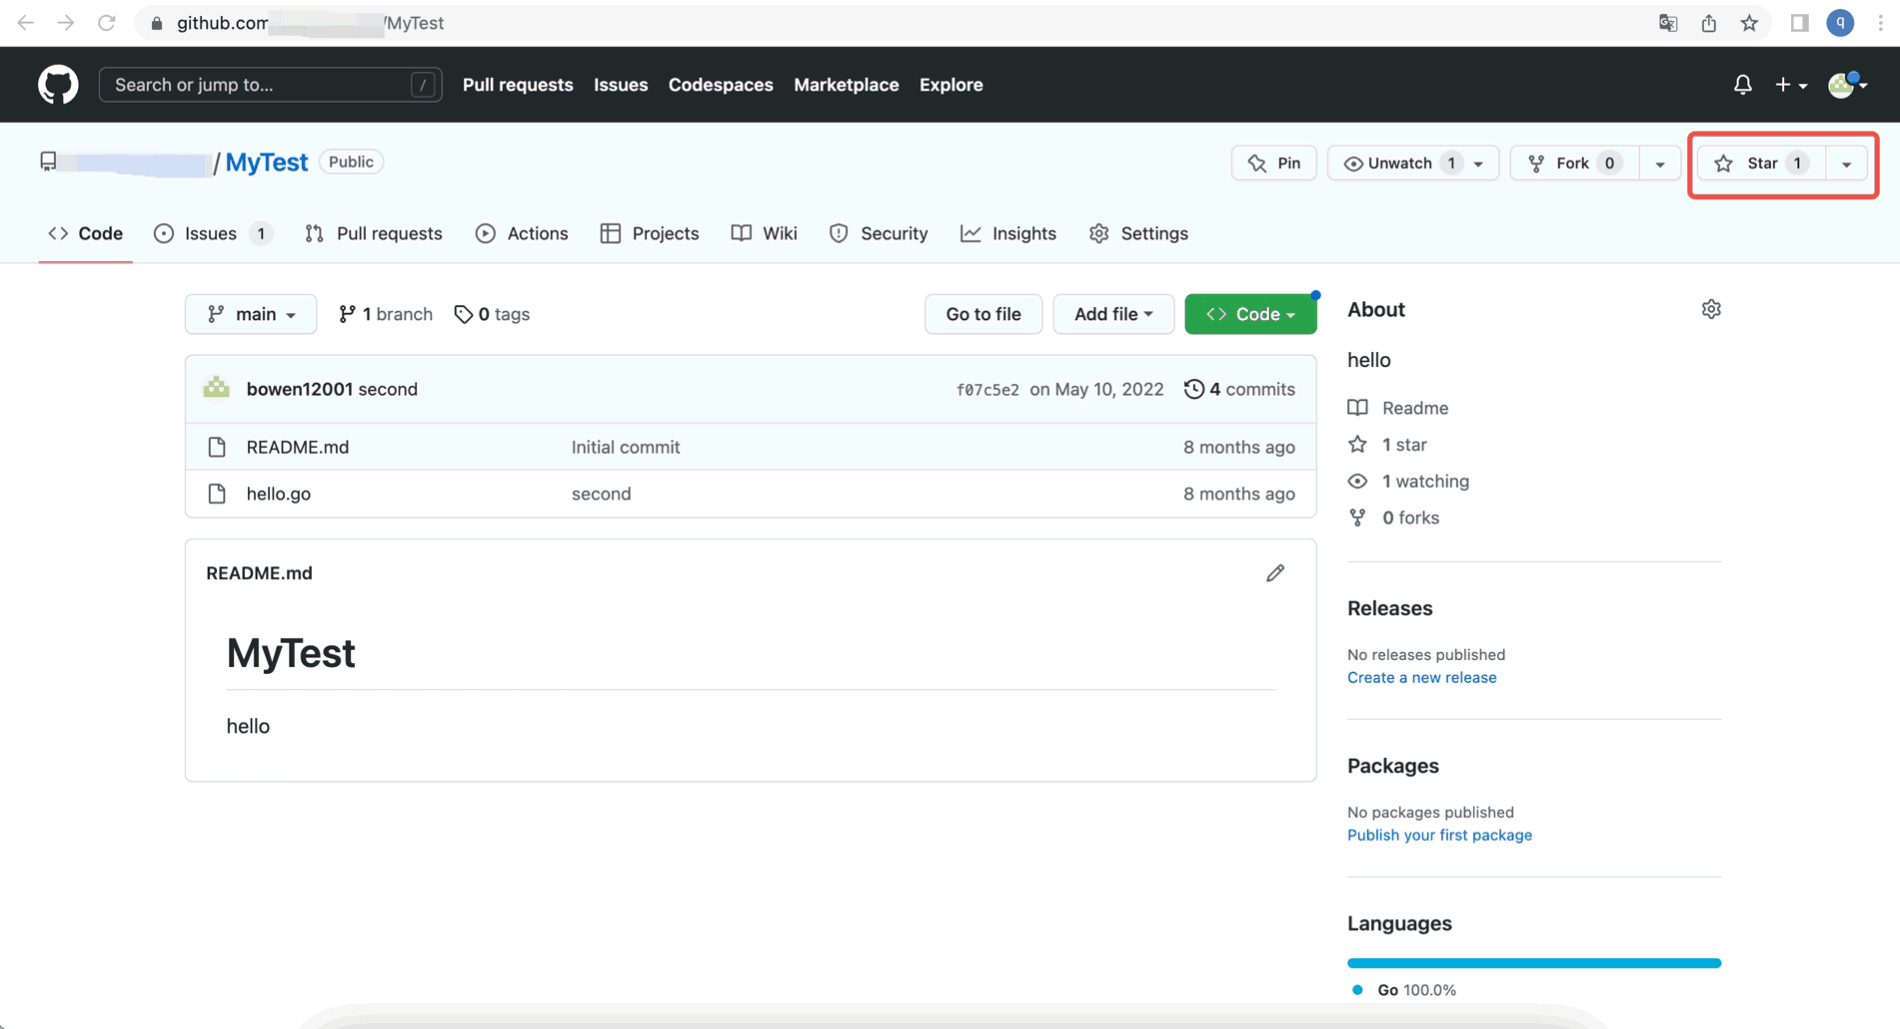 github.com/MyTest
q
Search or jump to... /
Pull requests Issues Codespaces Marketplace Explore
/ MyTest Public
Pin Unwatch 1 Fork 0 Star 1
Code Issues 1 Pull requests Actions Projects Wiki Security Insights Settings
main 1 branch 0 tags Go to file Add file Code
bowen12001 second f07c5e2 on May 10, 2022 4 commits
README.md Initial commit 8 months ago
hello.go second 8 months ago
README.md
MyTest
hello
About
hello
Readme
1 star
1 watching
0 forks
Releases
No releases published
Create a new release
Packages
No packages published
Publish your first package
Languages
Go 100.0%